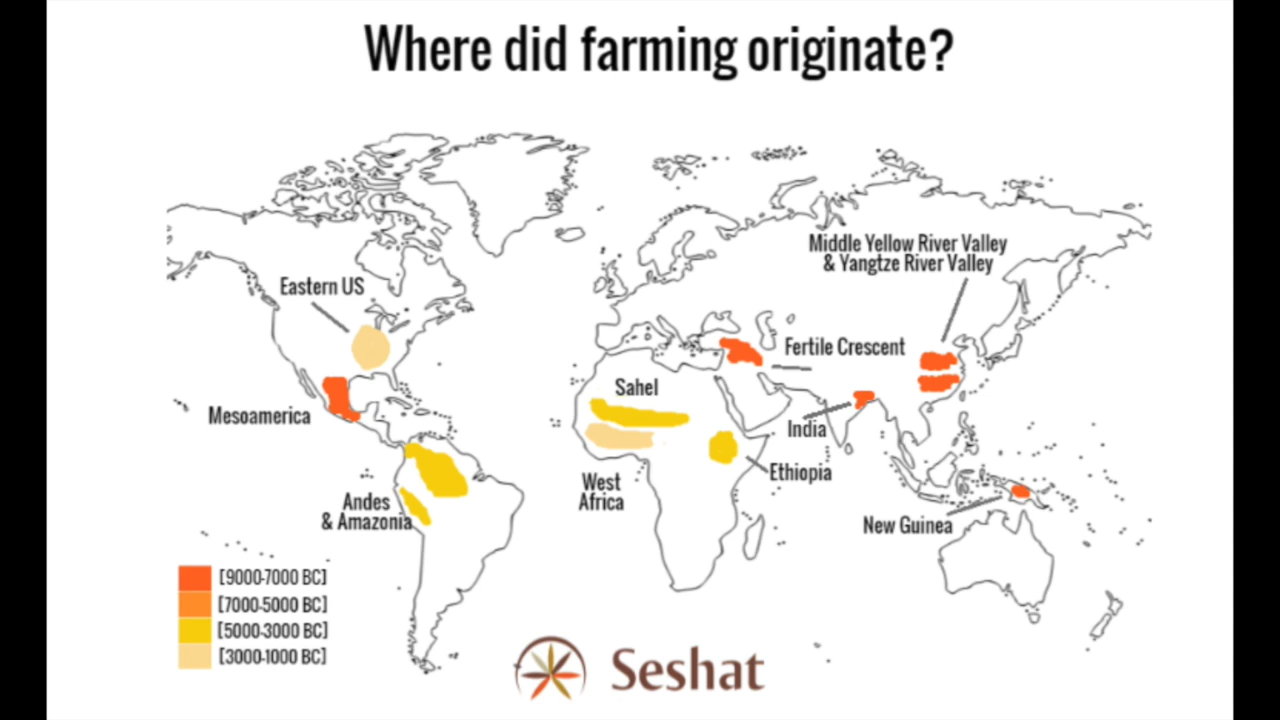 Where did farming originate?
Middle Yellow River Valley
& Yangtze River Valley
Eastern US
Fertile Crescent
Sahel
Mesoamerica
India
Ethiopia
West
Africa
Andes
& Amazonia
New Guinea
[9000-7000 BC]
[7000-5000 BC]
[5000-3000 BC]
[3000-1000 BC]
Seshat